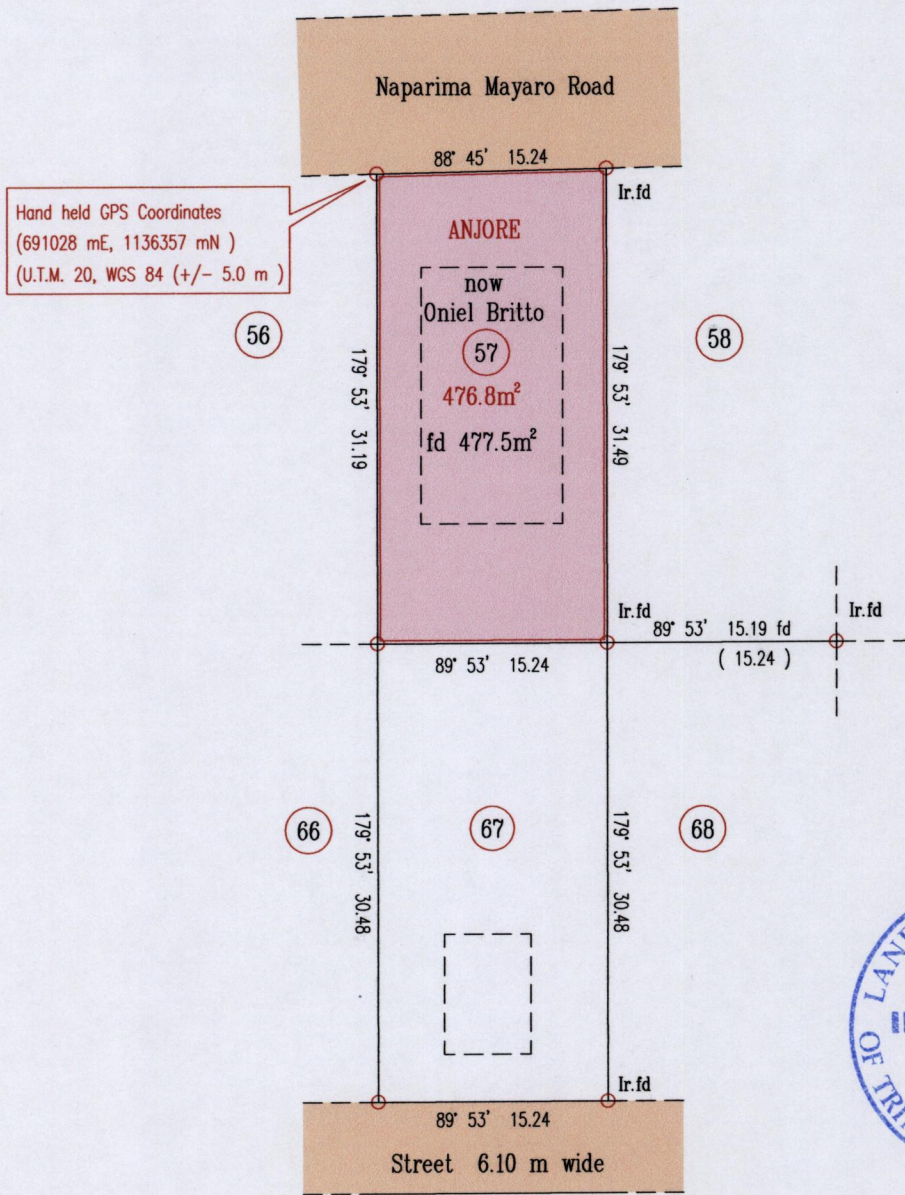 Naparima Mayaro Road
88° 45' 15.24
Ir.fd
Hand held GPS Coordinates
(691028 mE, 1136357 mN )
(U.T.M. 20, WGS 84 (+/- 5.0 m )
ANJORE
now
Oniel Britto
56
57
58
476.8m²
fd 477.5m²
179° 53' 31.19
179° 53' 31.49
Ir.fd
Ir.fd
89° 53' 15.24
89° 53' 15.19 fd
( 15.24 )
66
67
68
179° 53' 30.48
179° 53' 30.48
Ir.fd
89° 53' 15.24
Street 6.10 m wide
LAND
OF TRI